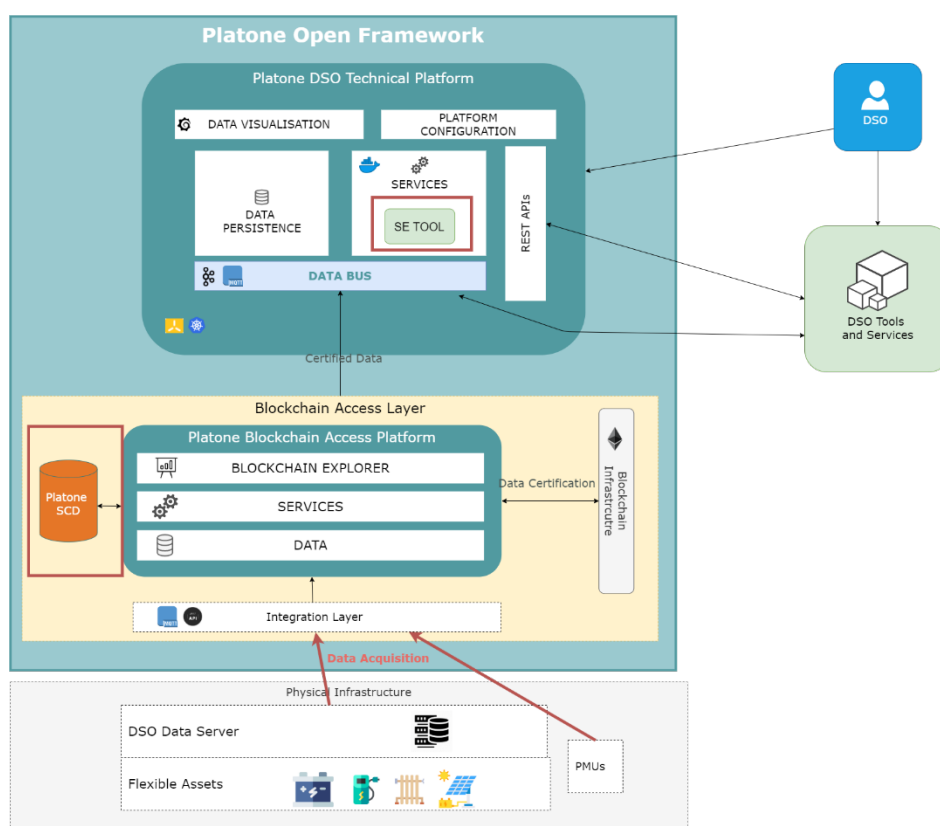 Platone Open Framework
Platone DSO Technical Platform
DATA VISUALISATION
PLATFORM
CONFIGURATION
DATA
PERSISTENCE
SERVICES
SE TOOL
REST APIs
DATA BUS
DSO
DSO Tools
and Services
Certified Data
Blockchain Access Layer
Platone Blockchain Access Platform
BLOCKCHAIN EXPLORER
SERVICES
DATA
Platone
SCD
Data Certification
Blockchain
Infrastrcutre
API
Integration Layer
Data Acquisition
Physical Infrastructure
DSO Data Server
Flexible Assets
PMUs